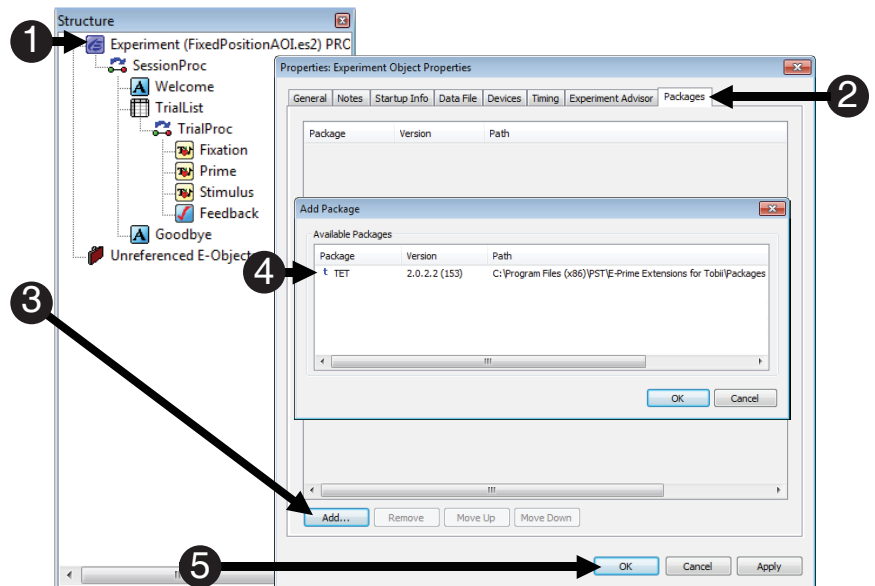 Structure
1
Experiment (FixedPositionAOI.es2) PRC
SessionProc
Welcome
TrialList
TrialProc
Fixation
Prime
Stimulus
Feedback
Goodbye
Unreferenced E-Object
Properties: Experiment Object Properties
General Notes Startup Info Data File Devices Timing Experiment Advisor Packages
2
Package Version Path
Add Package
Available Packages
Package Version Path
4
t TET 2.0.2.2 (153) C:\Program Files (x86)\PST\E-Prime Extensions for Tobii\Packages
OK Cancel
3
Add... Remove Move Up Move Down
5
OK Cancel Apply